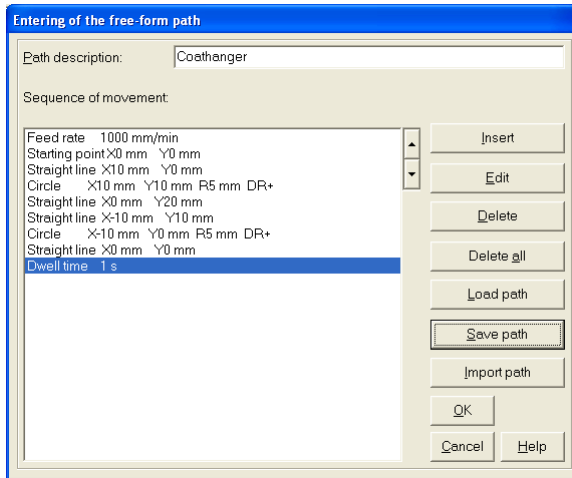 Entering of the free-form path
Path description: Coathanger
Sequence of movement:
Feed rate 1000 mm/min
Starting point X0 mm Y0 mm
Straight line X10 mm Y0 mm
Circle X10 mm Y10 mm R5 mm DR+
Straight line X0 mm Y20 mm
Straight line X-10 mm Y10 mm
Circle X-10 mm Y0 mm R5 mm DR+
Straight line X0 mm Y0 mm
Dwell time 1 s
Insert
Edit
Delete
Delete all
Load path
Save path
Import path
OK
Cancel Help